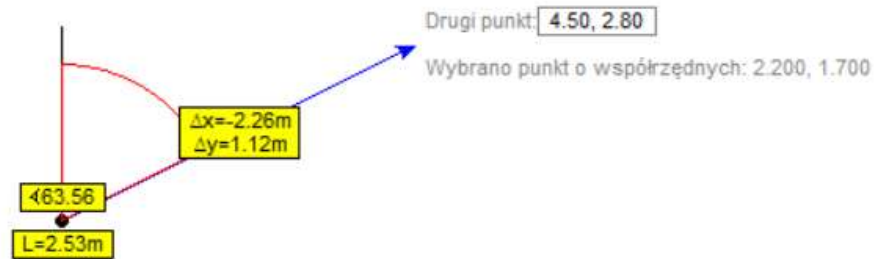 Drugi punkt: 4.50, 2.80
Wybrano punkt o współrzędnych: 2.200, 1.700
Δx=-2.26m
Δy=1.12m
∢63.56
L=2.53m